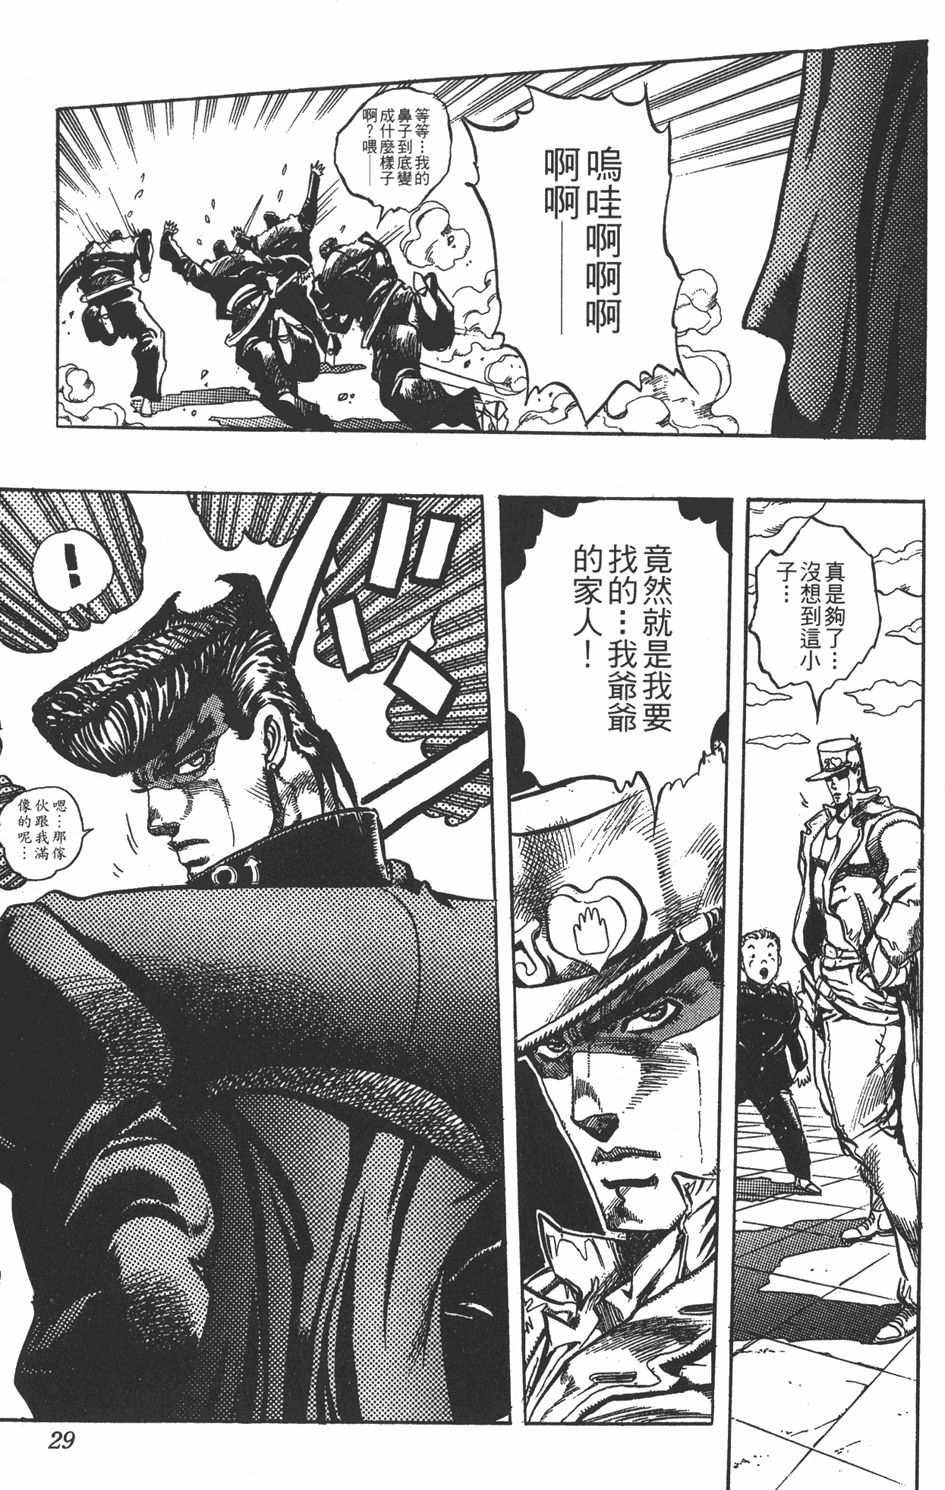 嗚哇啊啊啊
啊啊──
等等…我的
鼻子到底變
成什麼樣子
啊？喂──
真是夠了…
沒想到這小
子…
竟然就是我要
找的…我爺爺
的家人！
！
嗯…那傢
伙跟我滿
像的呢…
29